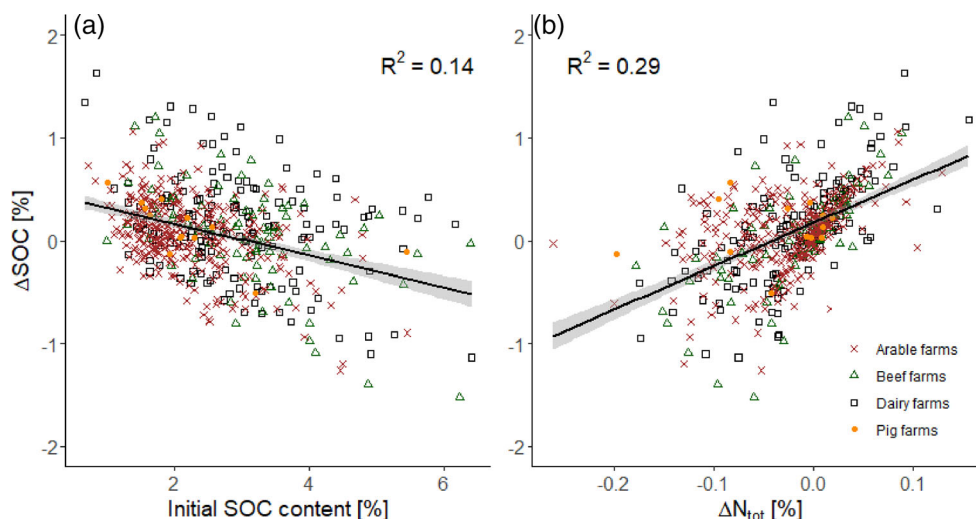 (a)
(b)
R² = 0.14
R² = 0.29
ΔSOC [%]
2
1
0
-1
-2
2
4
6
Initial SOC content [%]
ΔSOC [%]
2
1
0
-1
-2
-0.2
-0.1
0.0
0.1
ΔNtot [%]
Arable farms
Beef farms
Dairy farms
Pig farms